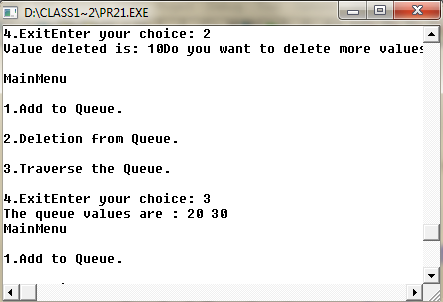 D:\CLASS1~2\PR21.EXE
4.ExitEnter your choice: 2
Value deleted is: 10Do you want to delete more values
MainMenu
1.Add to Queue.
2.Deletion from Queue.
3.Traverse the Queue.
4.ExitEnter your choice: 3
The queue values are : 20 30
MainMenu
1.Add to Queue.